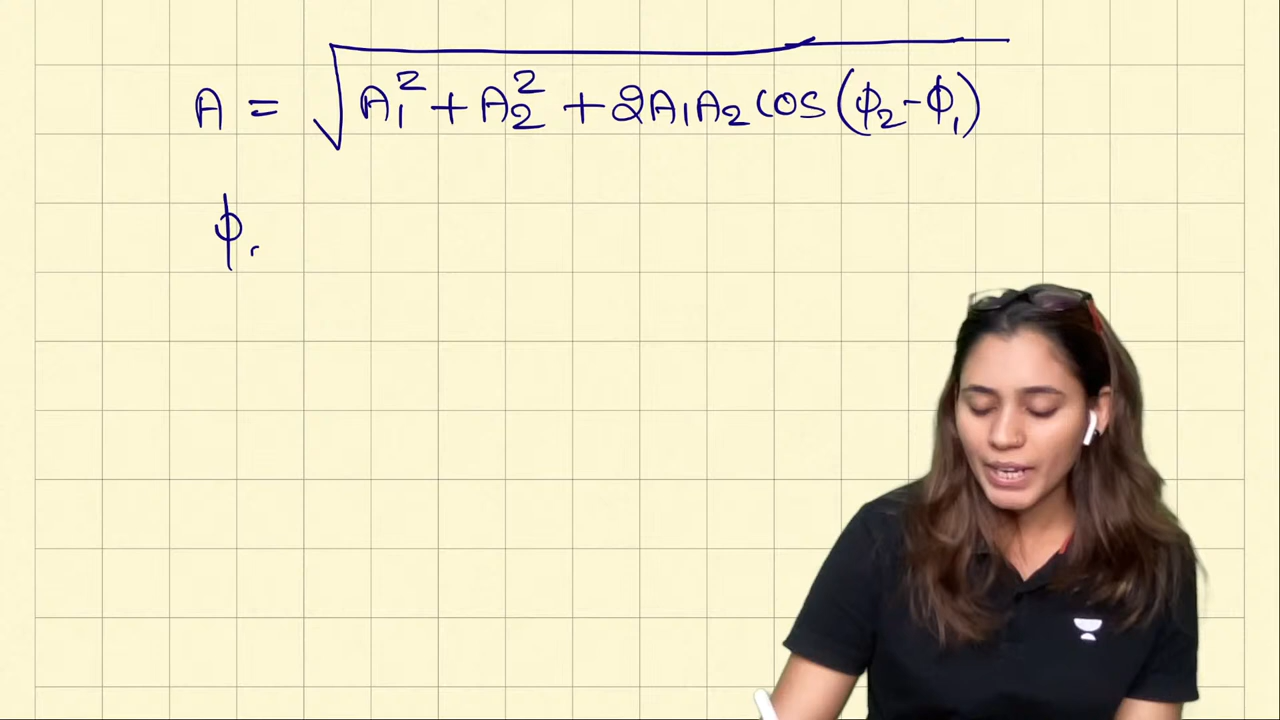 A = √A₁² + A₂² + 2A₁A₂ cos(ϕ₂-ϕ₁)
ϕ